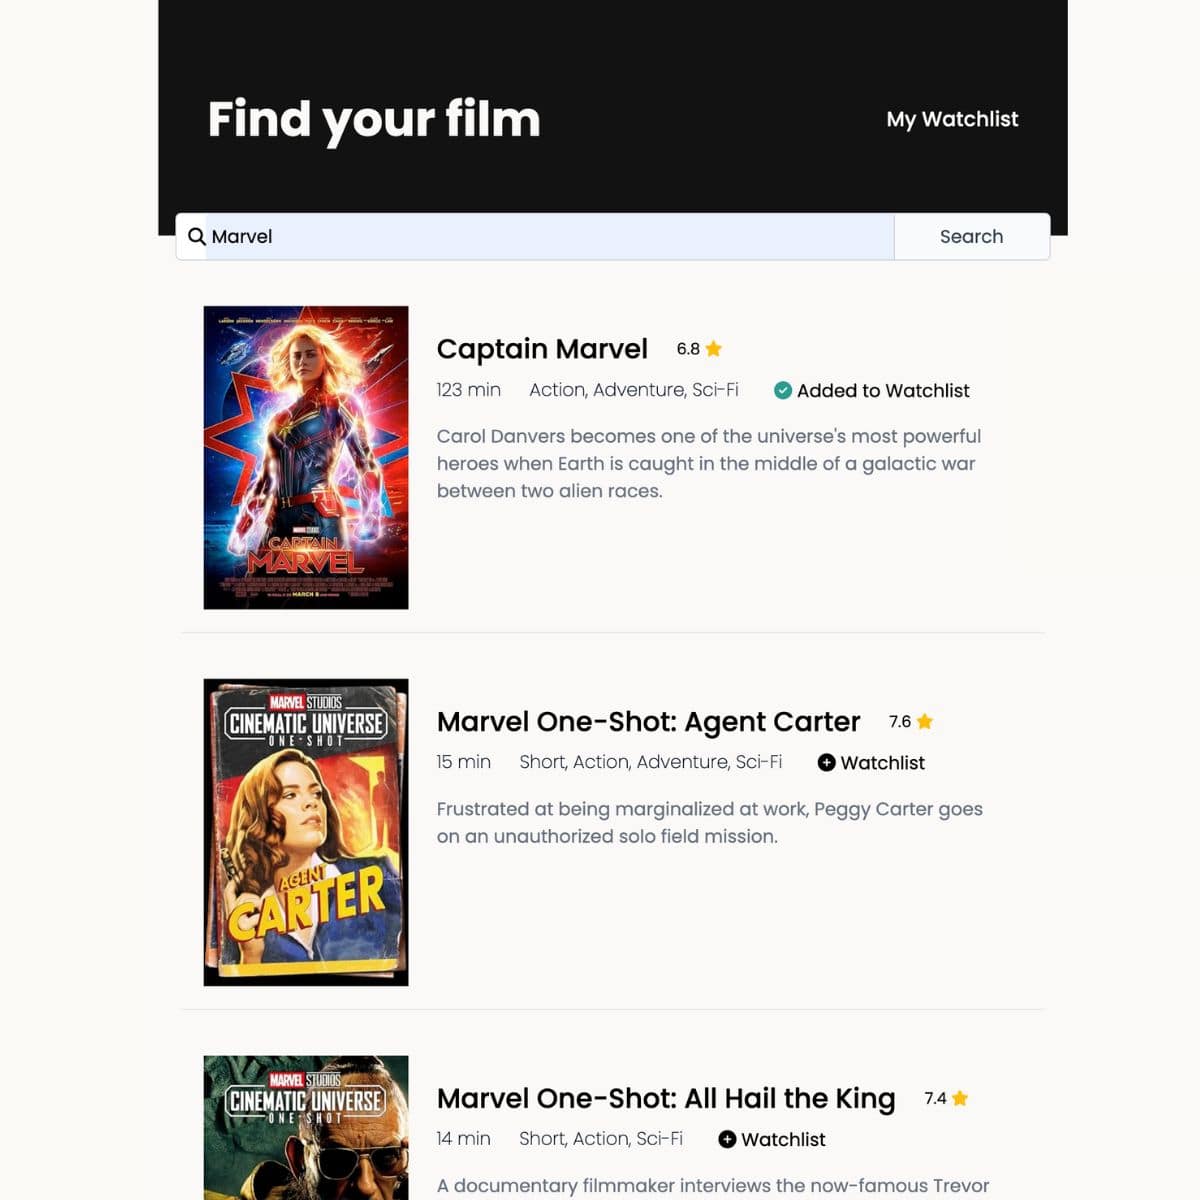 Find your film
My Watchlist
Marvel
Search
Captain Marvel 6.8
123 min Action, Adventure, Sci-Fi Added to Watchlist
Carol Danvers becomes one of the universe's most powerful
heroes when Earth is caught in the middle of a galactic war
between two alien races.
MARVEL STUDIOS
CAPTAIN
MARVEL
MARCH 8
Marvel One-Shot: Agent Carter 7.6
15 min Short, Action, Adventure, Sci-Fi Watchlist
Frustrated at being marginalized at work, Peggy Carter goes
on an unauthorized solo field mission.
MARVEL STUDIOS
CINEMATIC UNIVERSE
ONE-SHOT
AGENT
CARTER
Marvel One-Shot: All Hail the King 7.4
14 min Short, Action, Sci-Fi Watchlist
A documentary filmmaker interviews the now-famous Trevor
MARVEL STUDIOS
CINEMATIC UNIVERSE
ONE-SHOT